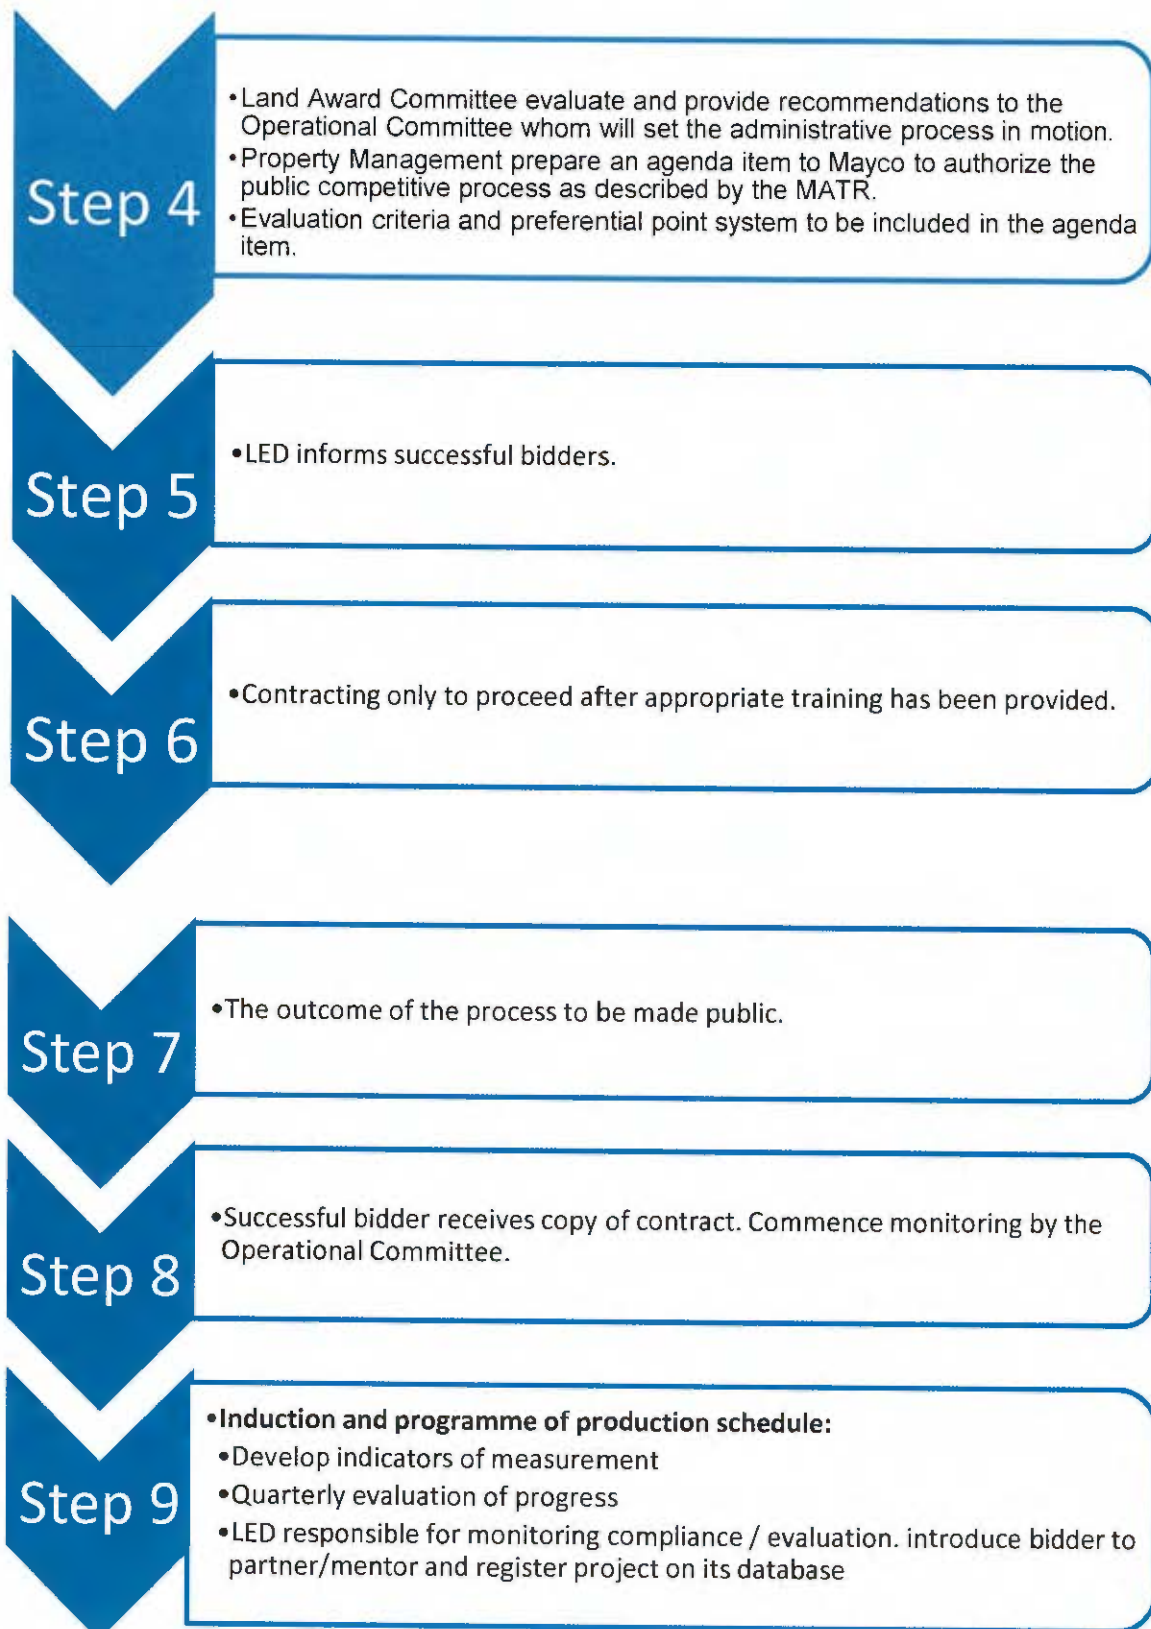 Step 4
•Land Award Committee evaluate and provide recommendations to the
Operational Committee whom will set the administrative process in motion.
•Property Management prepare an agenda item to Mayco to authorize the
public competitive process as described by the MATR.
•Evaluation criteria and preferential point system to be included in the agenda
item.
Step 5
•LED informs successful bidders.
Step 6
•Contracting only to proceed after appropriate training has been provided.
Step 7
•The outcome of the process to be made public.
Step 8
•Successful bidder receives copy of contract. Commence monitoring by the
Operational Committee.
Step 9
•Induction and programme of production schedule:
•Develop indicators of measurement
•Quarterly evaluation of progress
•LED responsible for monitoring compliance / evaluation. introduce bidder to
partner/mentor and register project on its database